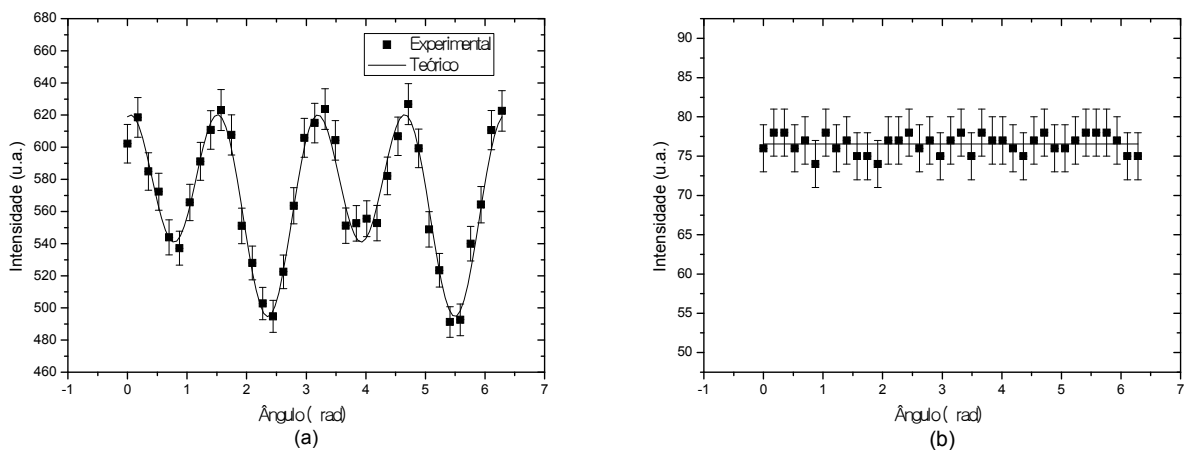 680
660
640
620
600
580
560
540
520
500
480
460
Intensidade (u.a.)
Experimental
Teórico
-1 0 1 2 3 4 5 6 7
Ângulo ( rad)
(a)
90
85
80
75
70
65
60
55
50
Intensidade (u.a.)
-1 0 1 2 3 4 5 6 7
Ângulo ( rad)
(b)